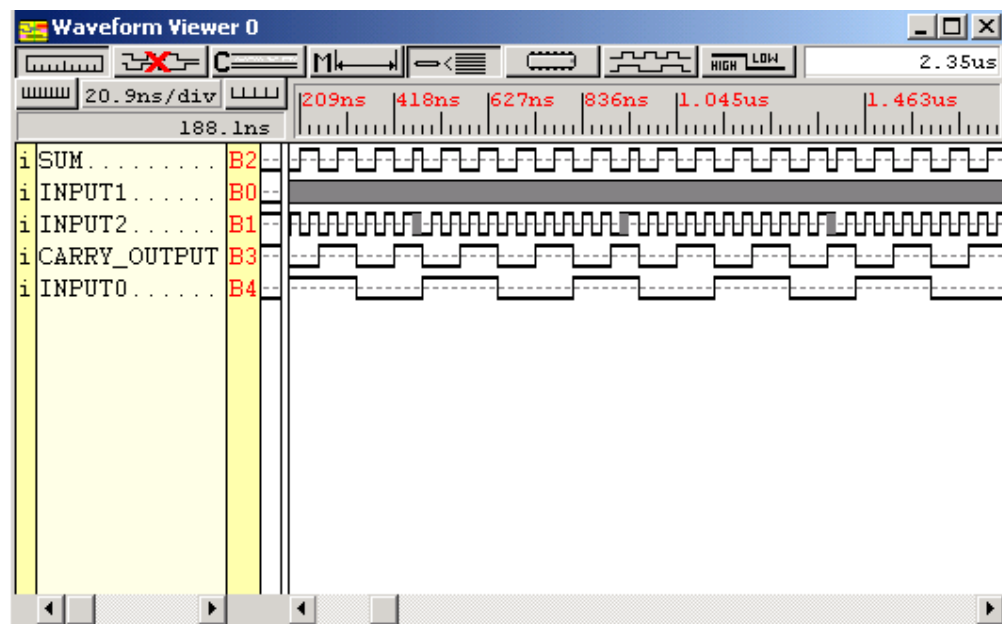 Waveform Viewer 0
C M HIGH LOW 2.35us
20.9ns/div 209ns 418ns 627ns 836ns 1.045us 1.463us
188.1ns
i SUM.......... B2
i INPUT1....... B0
i INPUT2....... B1
i CARRY_OUTPUT B3
i INPUT0....... B4